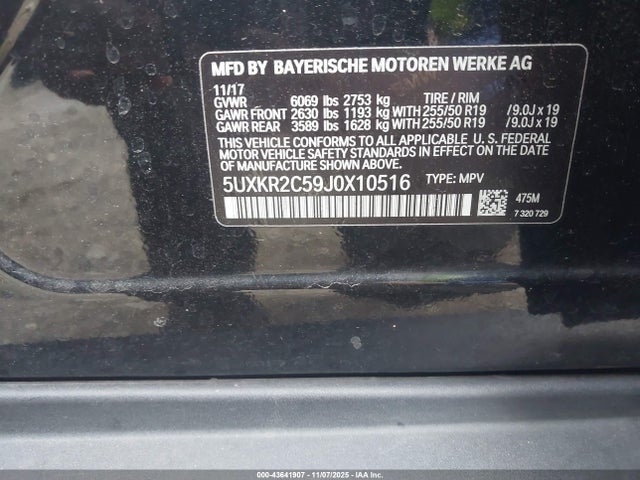 MFD BY BAYERISCHE MOTOREN WERKE AG
11/17
GVWR 6069 lbs 2753 kg TIRE / RIM
GAWR FRONT 2630 lbs 1193 kg WITH 255/50 R19 /9.0J x 19
GAWR REAR 3589 lbs 1628 kg WITH 255/50 R19 /9.0J x 19
THIS VEHICLE CONFORMS TO ALL APPLICABLE U. S. FEDERAL
MOTOR VEHICLE SAFETY STANDARDS IN EFFECT ON THE DATE OF
MANUFACTURE SHOWN ABOVE.
5UXKR2C59J0X10516 TYPE: MPV
475M
7 320 729
000-43641907 - 11/07/2025 - IAAI.CA